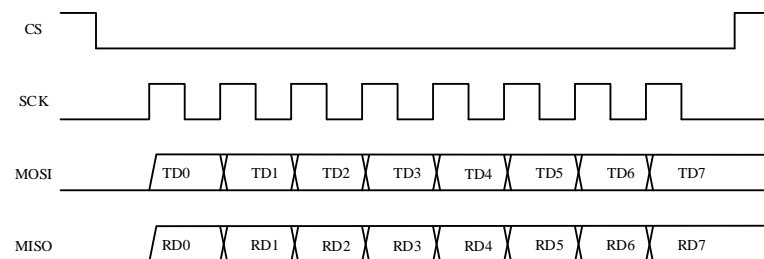 CS
SCK
MOSI TD0 TD1 TD2 TD3 TD4 TD5 TD6 TD7
MISO RD0 RD1 RD2 RD3 RD4 RD5 RD6 RD7